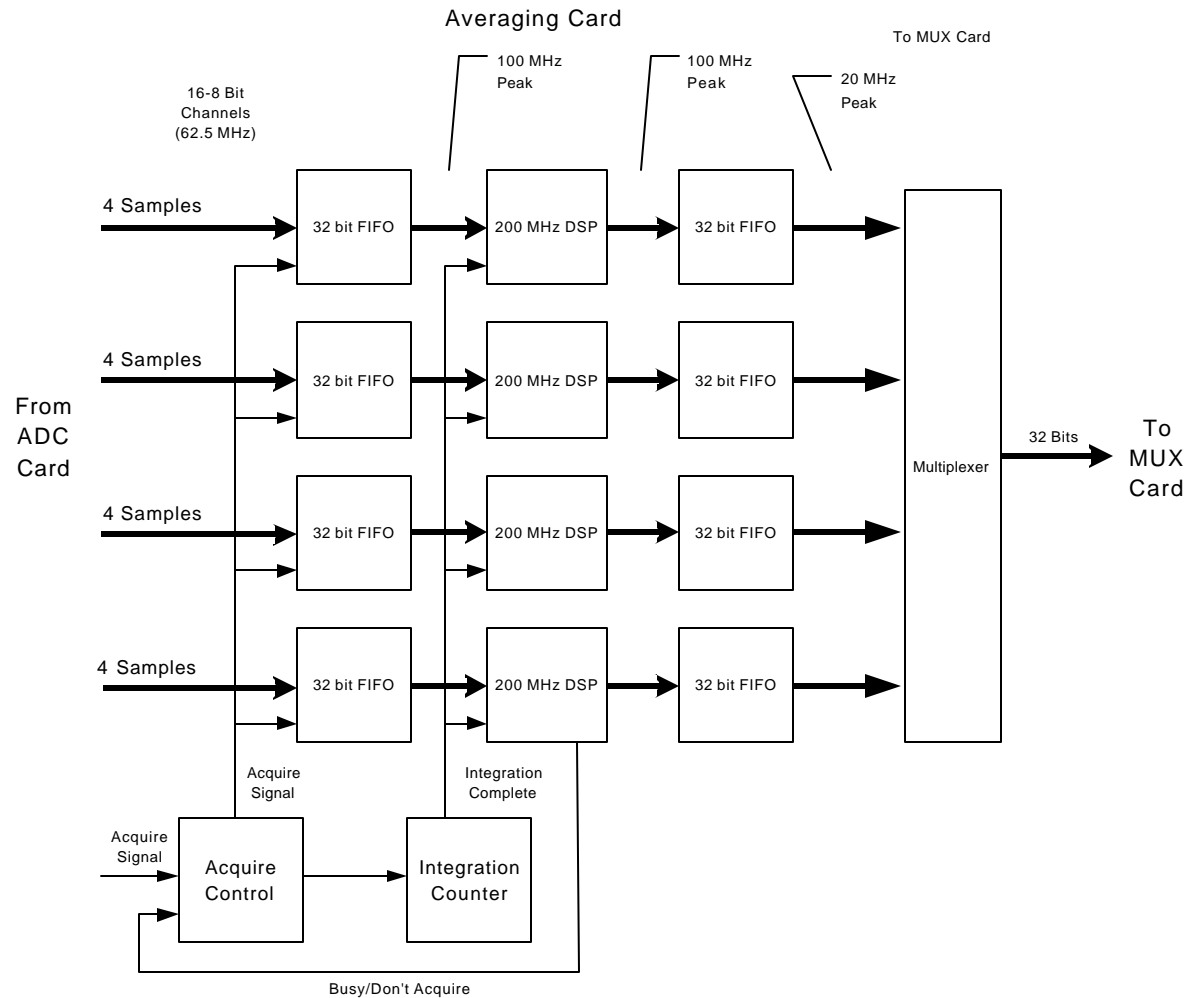 Averaging Card
To MUX Card
100 MHz
Peak
100 MHz
Peak
20 MHz
Peak
16-8 Bit
Channels
(62.5 MHz)
4 Samples
32 bit FIFO
200 MHz DSP
32 bit FIFO
4 Samples
32 bit FIFO
200 MHz DSP
32 bit FIFO
From
ADC
Card
Multiplexer
32 Bits
To
MUX
Card
4 Samples
32 bit FIFO
200 MHz DSP
32 bit FIFO
4 Samples
32 bit FIFO
200 MHz DSP
32 bit FIFO
Acquire
Signal
Integration
Complete
Acquire
Signal
Acquire
Control
Integration
Counter
Busy/Don't Acquire